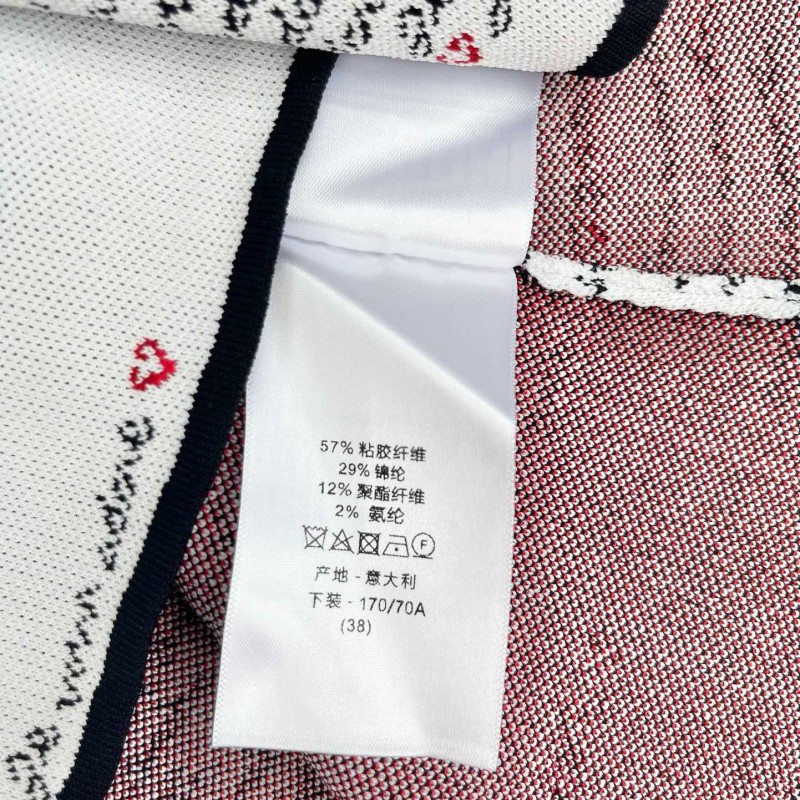 57% 粘胶纤维
29% 锦纶
12% 聚酯纤维
2% 氨纶
F
产地 - 意大利
下装 - 170/70A
(38)